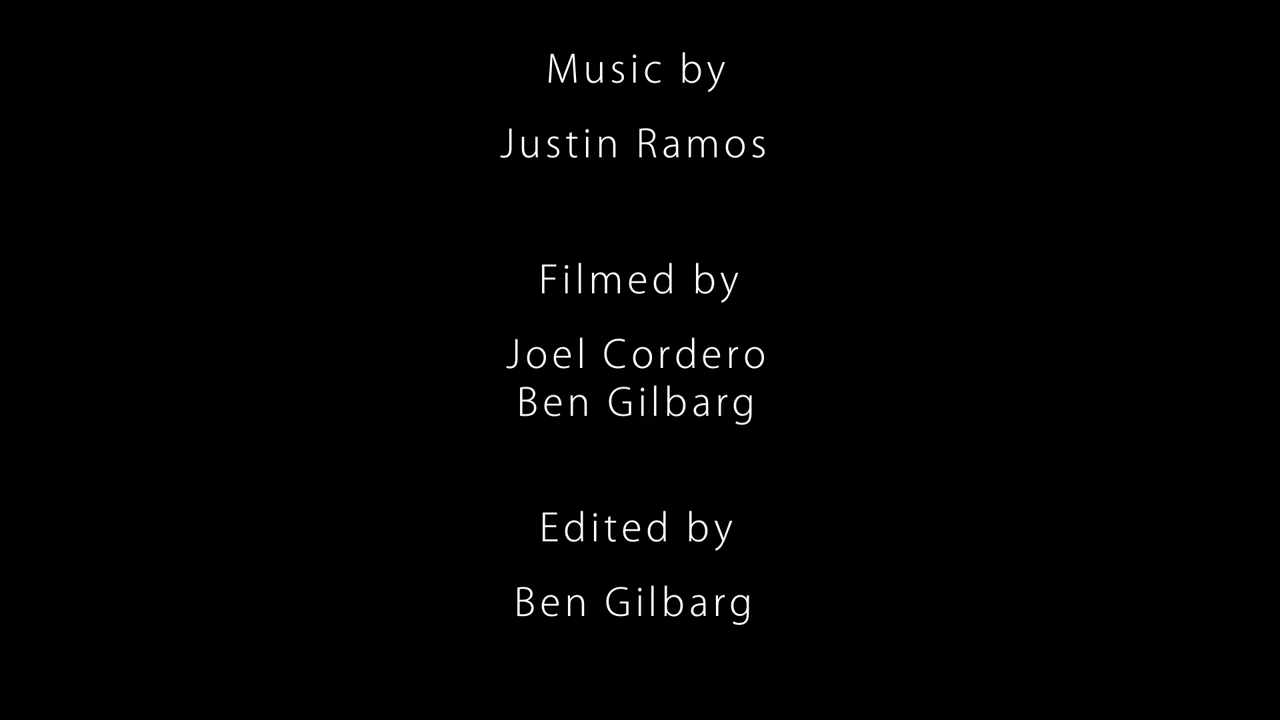 Music by
Justin Ramos
Filmed by
Joel Cordero
Ben Gilbarg
Edited by
Ben Gilbarg